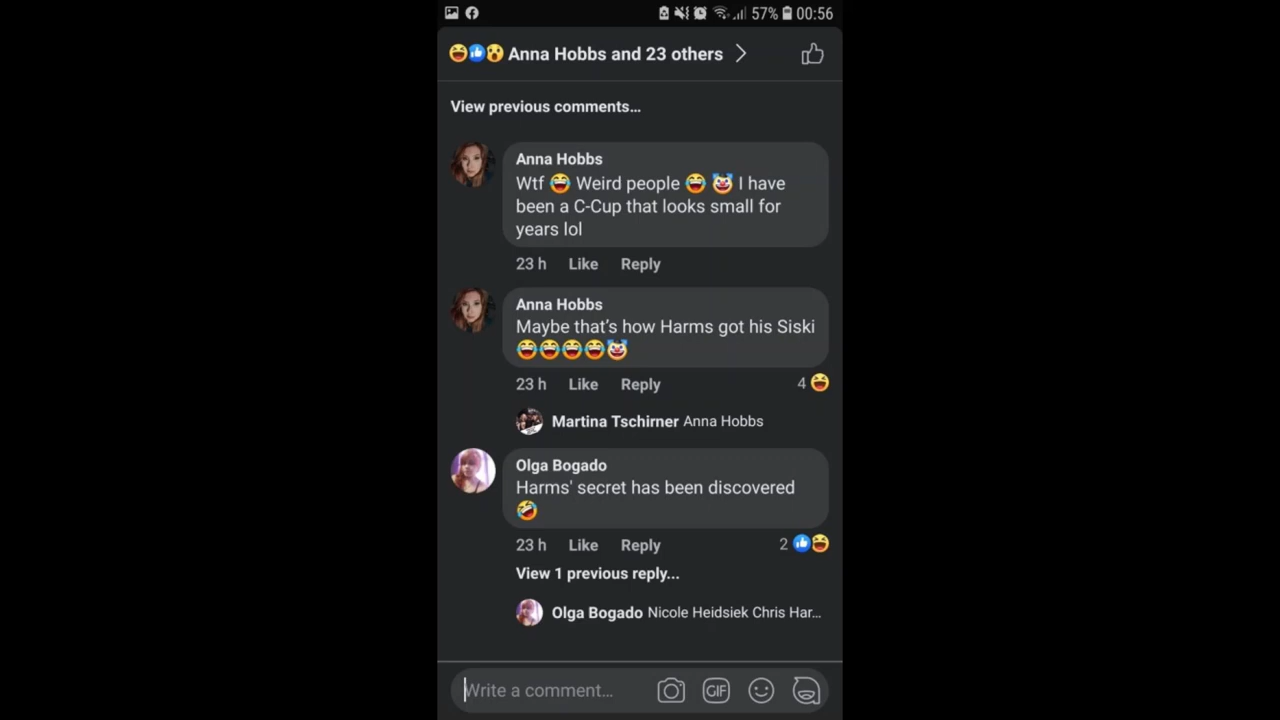 57% 00:56
Anna Hobbs and 23 others
View previous comments…
Anna Hobbs
Wtf 😂 Weird people 😂 🤡 I have
been a C-Cup that looks small for
years lol
23 h Like Reply
Anna Hobbs
Maybe that's how Harms got his Siski
😂😂😂😂🤡
23 h Like Reply 4
Martina Tschirner Anna Hobbs
Olga Bogado
Harms' secret has been discovered
🤣
23 h Like Reply 2
View 1 previous reply...
Olga Bogado Nicole Heidsiek Chris Har...
Write a comment...
GIF